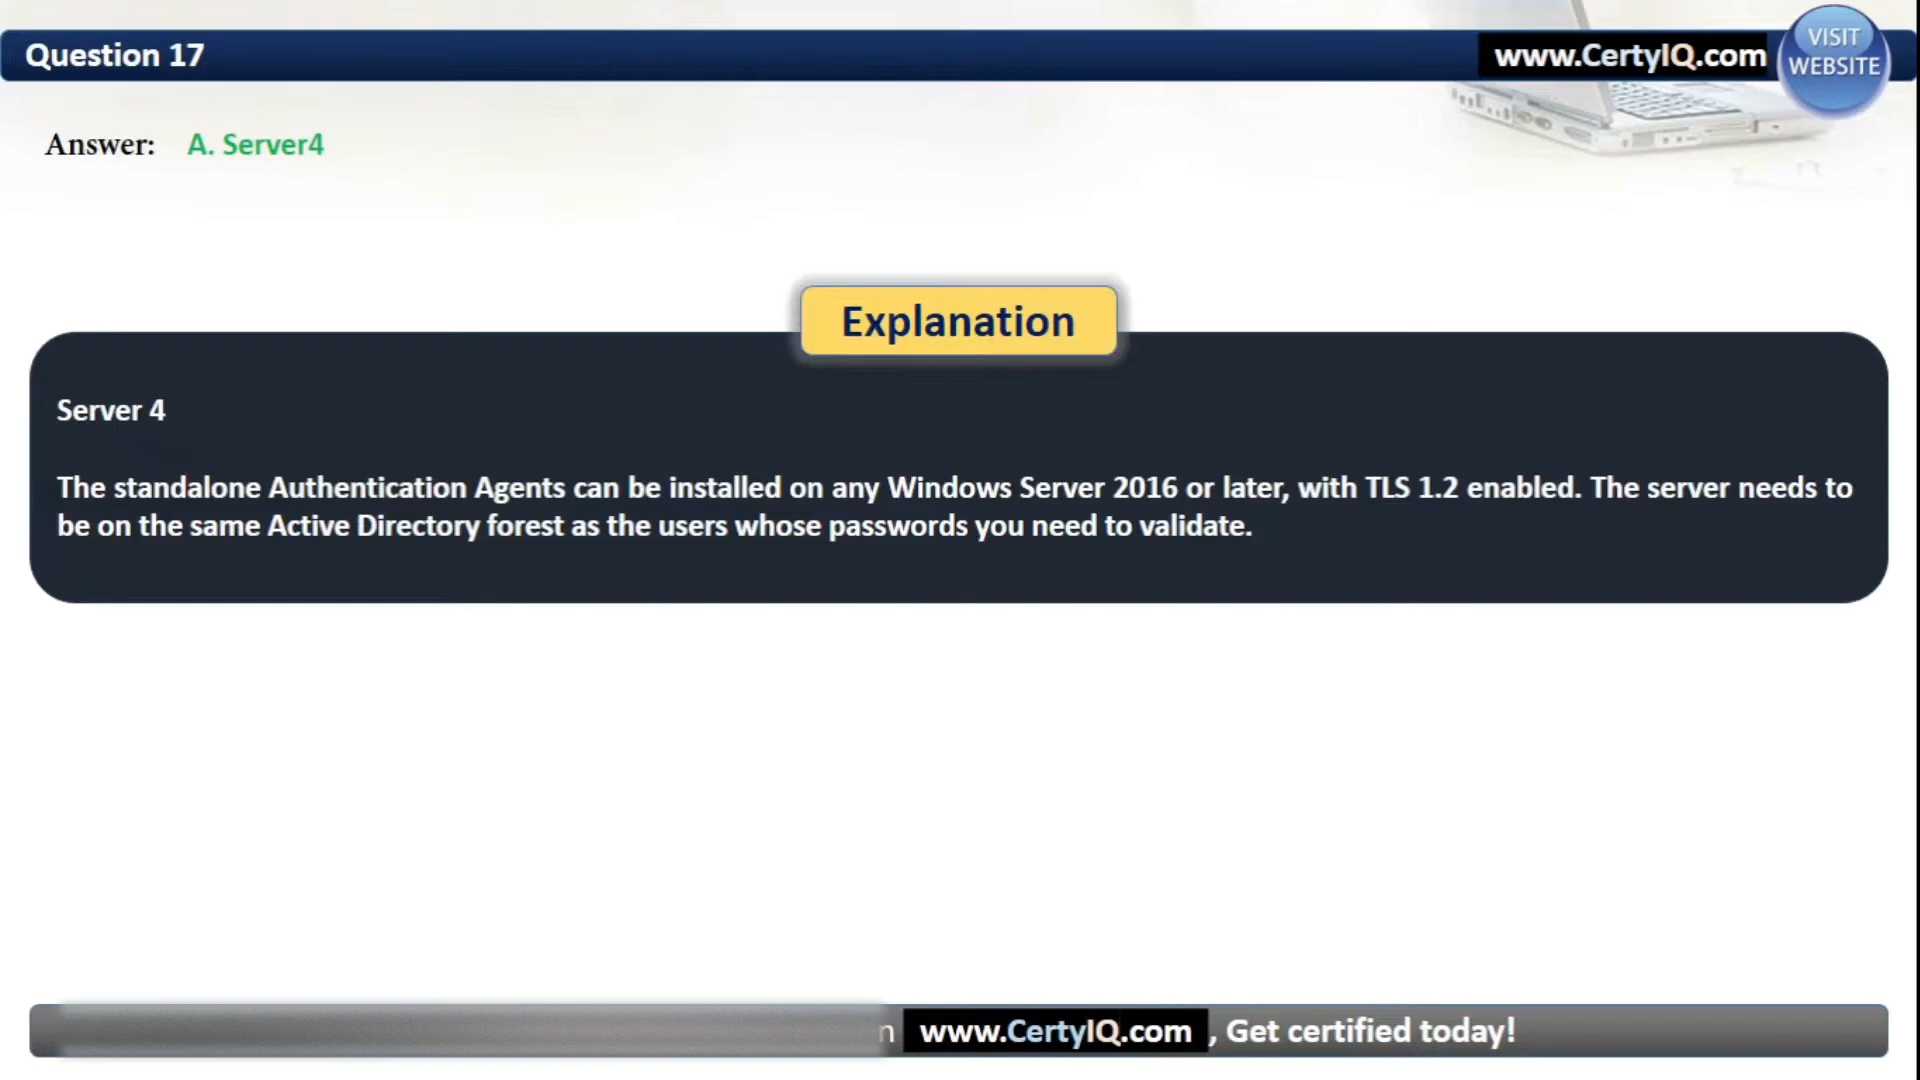 Question 17
www.CertyIQ.com
VISIT
WEBSITE
Answer: A. Server4
Explanation
Server 4
The standalone Authentication Agents can be installed on any Windows Server 2016 or later, with TLS 1.2 enabled. The server needs to
be on the same Active Directory forest as the users whose passwords you need to validate.
n www.CertyIQ.com , Get certified today!